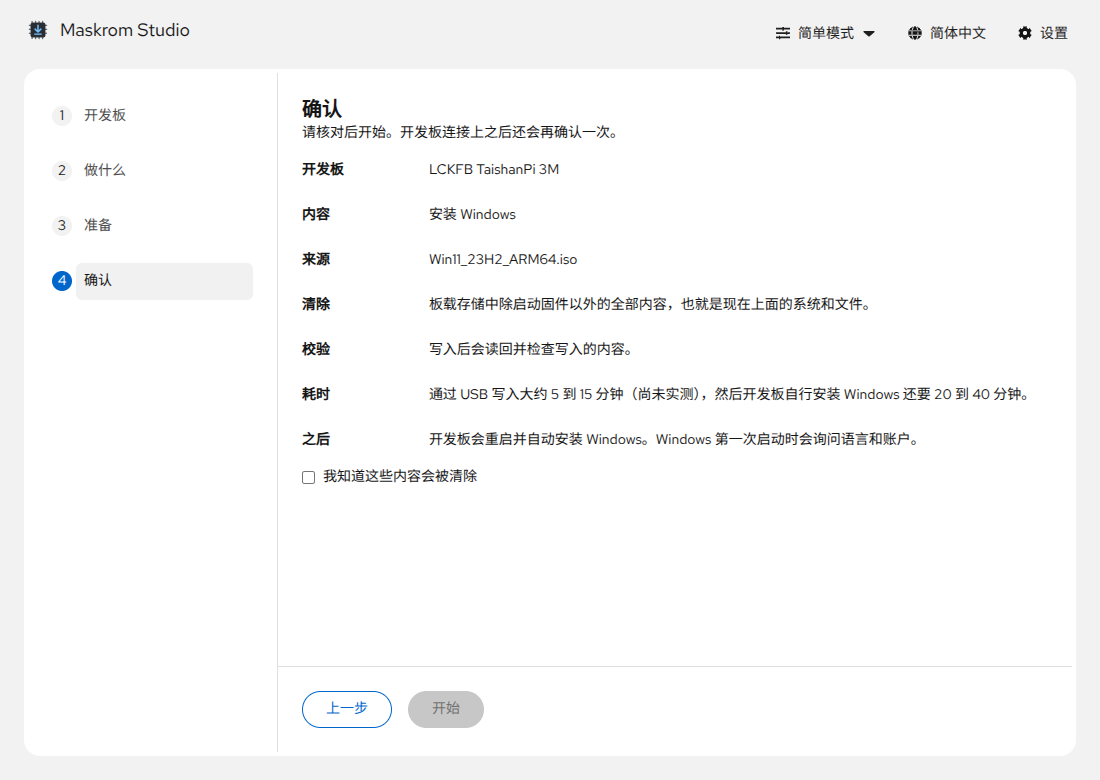 Maskrom Studio
简单模式
简体中文
设置
1 开发板
2 做什么
3 准备
4 确认
确认
请核对后开始。开发板连接上之后还会再确认一次。
开发板 LCKFB TaishanPi 3M
内容 安装 Windows
来源 Win11_23H2_ARM64.iso
清除 板载存储中除启动固件以外的全部内容，也就是现在上面的系统和文件。
校验 写入后会读回并检查写入的内容。
耗时 通过 USB 写入大约 5 到 15 分钟（尚未实测），然后开发板自行安装 Windows 还要 20 到 40 分钟。
之后 开发板会重启并自动安装 Windows。Windows 第一次启动时会询问语言和账户。
我知道这些内容会被清除
上一步
开始